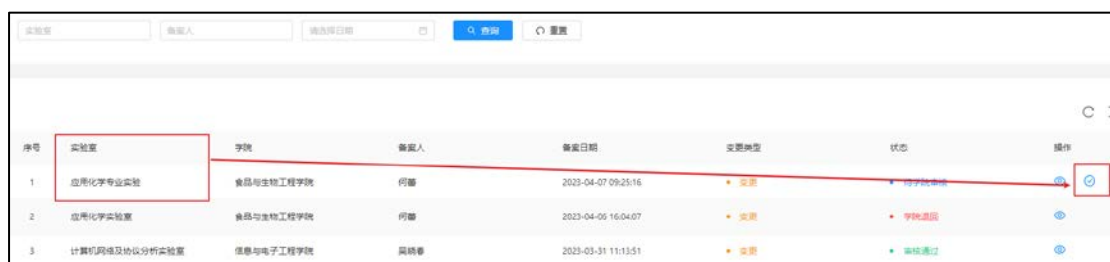 实验室 备案人 请选择日期 查询 重置
序号 实验室 学院 备案人 备案日期 变更类型 状态 操作
1 应用化学专业实验 食品与生物工程学院 何蕃 2023-04-07 09:25:16 变更 待学院审核
2 应用化学实验室 食品与生物工程学院 何蕃 2023-04-06 16:04:07 变更 学院退回
3 计算机网络及协议分析实验室 信息与电子工程学院 吴晓春 2023-03-31 11:13:51 变更 审核通过